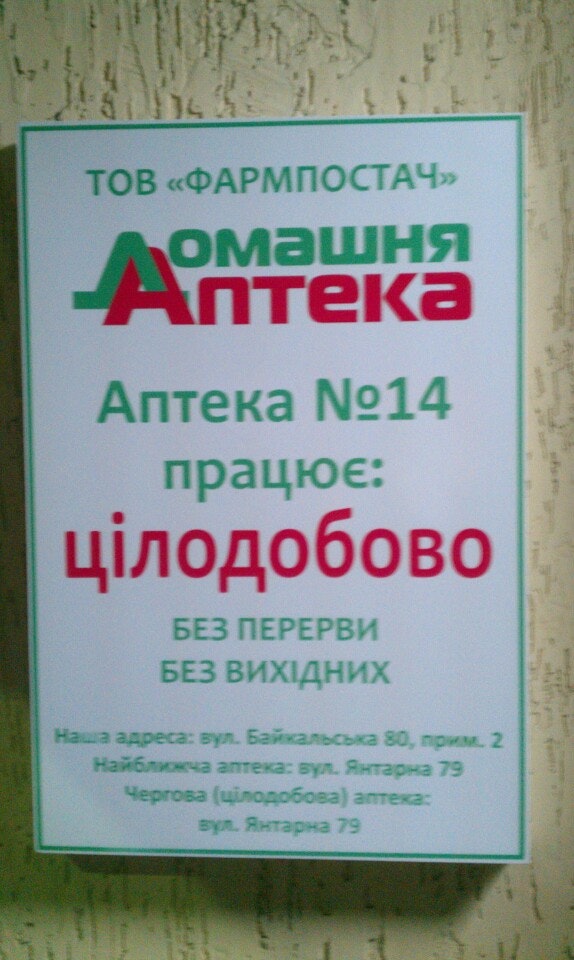 ТОВ «ФАРМПОСТАЧ»
Домашня
Аптека
Аптека №14
працює:
цілодобово
БЕЗ ПЕРЕРВИ
БЕЗ ВИХІДНИХ
Наша адреса: вул. Байкальська 80, прим. 2
Найближча аптека: вул. Янтарна 79
Чергова (цілодобова) аптека:
вул. Янтарна 79